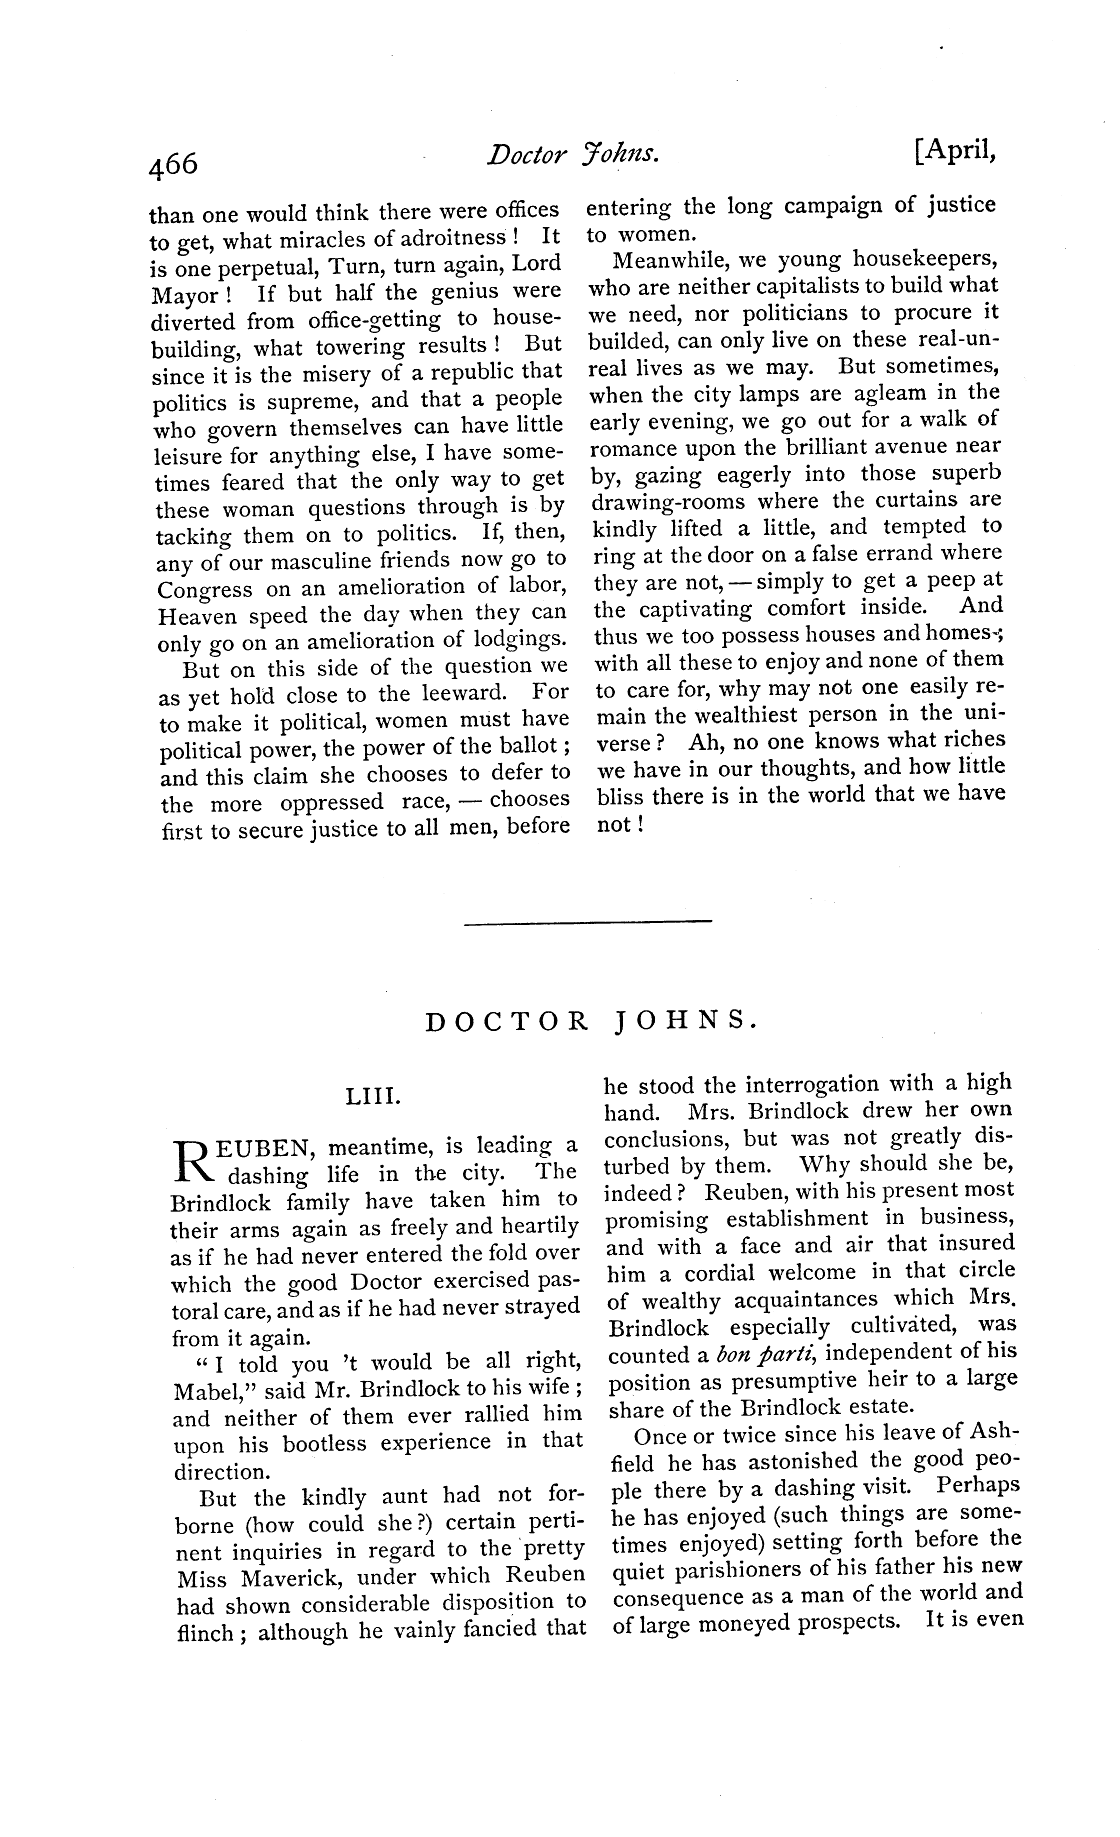 466
Doctor Johns.
[April,
than one would think there were offices
to get, what miracles of adroitness ! It
is one perpetual, Turn, turn again, Lord
Mayor ! If but half the genius were
diverted from office-getting to house-
building, what towering results ! But
since it is the misery of a republic that
politics is supreme, and that a people
who govern themselves can have little
leisure for anything else, I have some-
times feared that the only way to get
these woman questions through is by
tacking them on to politics. If, then,
any of our masculine friends now go to
Congress on an amelioration of labor,
Heaven speed the day when they can
only go on an amelioration of lodgings.
But on this side of the question we
as yet hold close to the leeward. For
to make it political, women must have
political power, the power of the ballot ;
and this claim she chooses to defer to
the more oppressed race, — chooses
first to secure justice to all men, before
entering the long campaign of justice
to women.
Meanwhile, we young housekeepers,
who are neither capitalists to build what
we need, nor politicians to procure it
builded, can only live on these real-un-
real lives as we may. But sometimes,
when the city lamps are agleam in the
early evening, we go out for a walk of
romance upon the brilliant avenue near
by, gazing eagerly into those superb
drawing-rooms where the curtains are
kindly lifted a little, and tempted to
ring at the door on a false errand where
they are not, — simply to get a peep at
the captivating comfort inside. And
thus we too possess houses and homes ;
with all these to enjoy and none of them
to care for, why may not one easily re-
main the wealthiest person in the uni-
verse ? Ah, no one knows what riches
we have in our thoughts, and how little
bliss there is in the world that we have
not !
DOCTOR JOHNS.
LIII.
REUBEN, meantime, is leading a
dashing life in the city. The
Brindlock family have taken him to
their arms again as freely and heartily
as if he had never entered the fold over
which the good Doctor exercised pas-
toral care, and as if he had never strayed
from it again.
“ I told you ’t would be all right,
Mabel,” said Mr. Brindlock to his wife ;
and neither of them ever rallied him
upon his bootless experience in that
direction.
But the kindly aunt had not for-
borne (how could she ?) certain perti-
nent inquiries in regard to the pretty
Miss Maverick, under which Reuben
had shown considerable disposition to
flinch ; although he vainly fancied that
he stood the interrogation with a high
hand. Mrs. Brindlock drew her own
conclusions, but was not greatly dis-
turbed by them. Why should she be,
indeed ? Reuben, with his present most
promising establishment in business,
and with a face and air that insured
him a cordial welcome in that circle
of wealthy acquaintances which Mrs.
Brindlock especially cultivated, was
counted a bon parti, independent of his
position as presumptive heir to a large
share of the Brindlock estate.
Once or twice since his leave of Ash-
field he has astonished the good peo-
ple there by a dashing visit. Perhaps
he has enjoyed (such things are some-
times enjoyed) setting forth before the
quiet parishioners of his father his new
consequence as a man of the world and
of large moneyed prospects. It is even